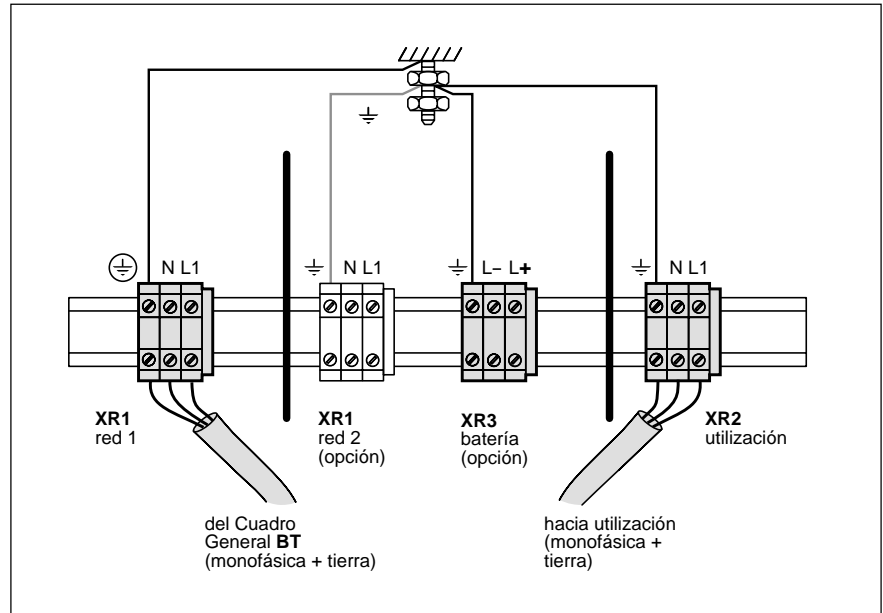 N L1
N L1
L– L+
N L1
XR1
red 1
XR1
red 2
(opción)
XR3
batería
(opción)
XR2
utilización
del Cuadro
General BT
(monofásica + tierra)
hacia utilización
(monofásica +
tierra)